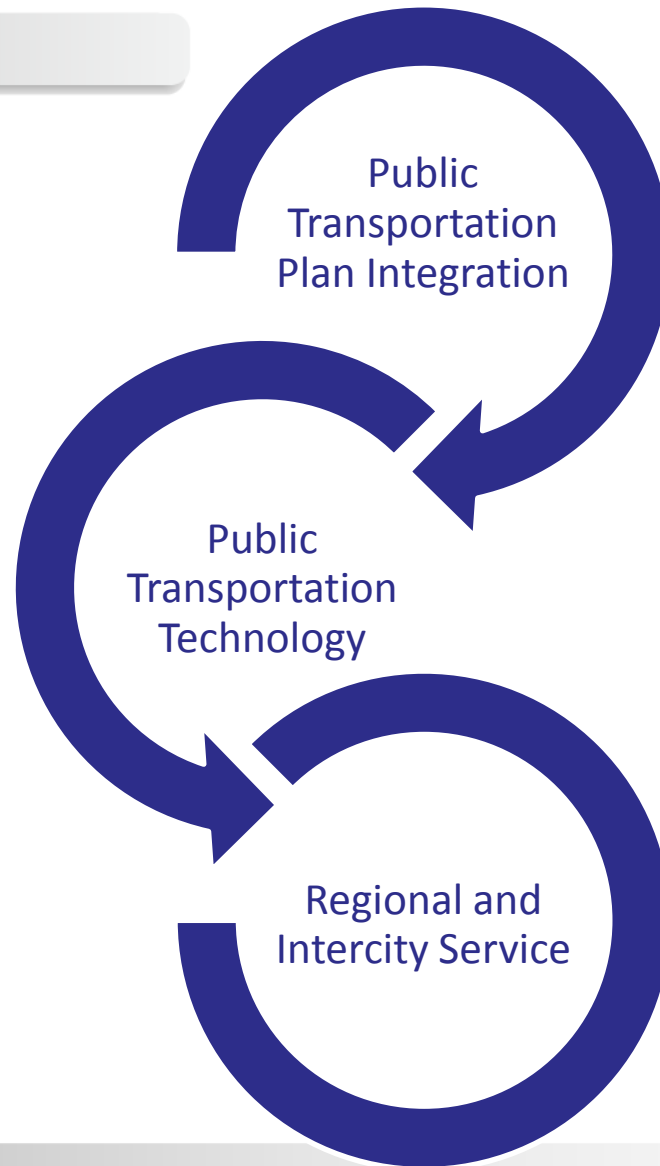 Public
Transportation
Plan Integration
Public
Transportation
Technology
Regional and
Intercity Service